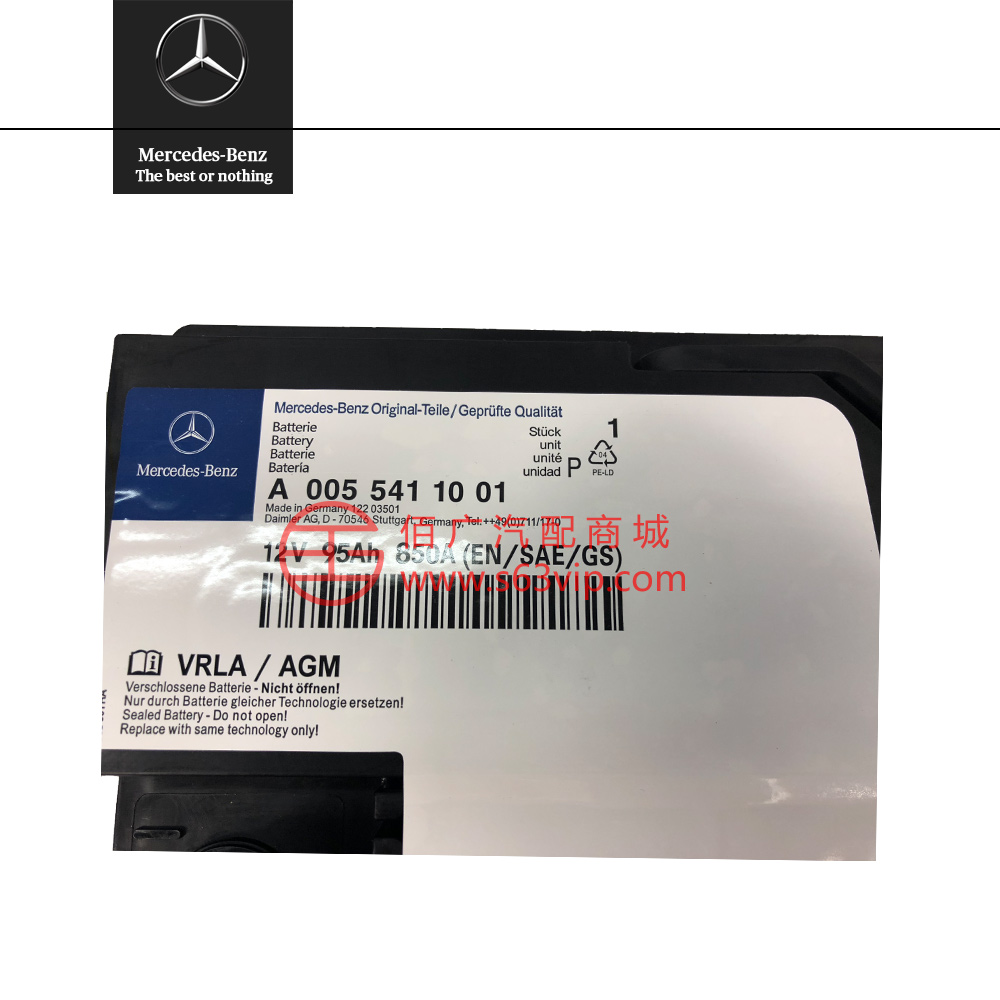 Mercedes-Benz
The best or nothing
Mercedes-Benz Original-Teile/Geprüfte Qualität
Mercedes-Benz
Batterie
Battery
Batterie
Batería
Stück
unit
unité
unidad
1
P
04
PE-LD
A 005 541 10 01
Made in Germany 122 03501
Daimler AG, D - 70546 Stuttgart, Germany, Tel.++49(0)711/17-0
佰广汽配商城
12V 95Ah 850A (EN/SAE/GS)
www.s63vip.com
VRLA / AGM
Verschlossene Batterie - Nicht öffnen!
Nur durch Batterie gleicher Technologie ersetzen!
Sealed Battery - Do not open!
Replace with same technology only!